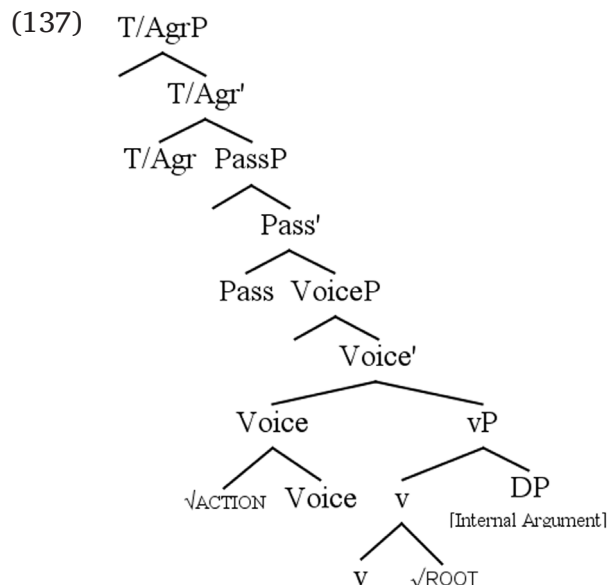 (137) T/AgrP
T/Agr'
T/Agr PassP
Pass'
Pass VoiceP
Voice'
Voice vP
√ACTION Voice v DP
[Internal Argument]
v √ROOT